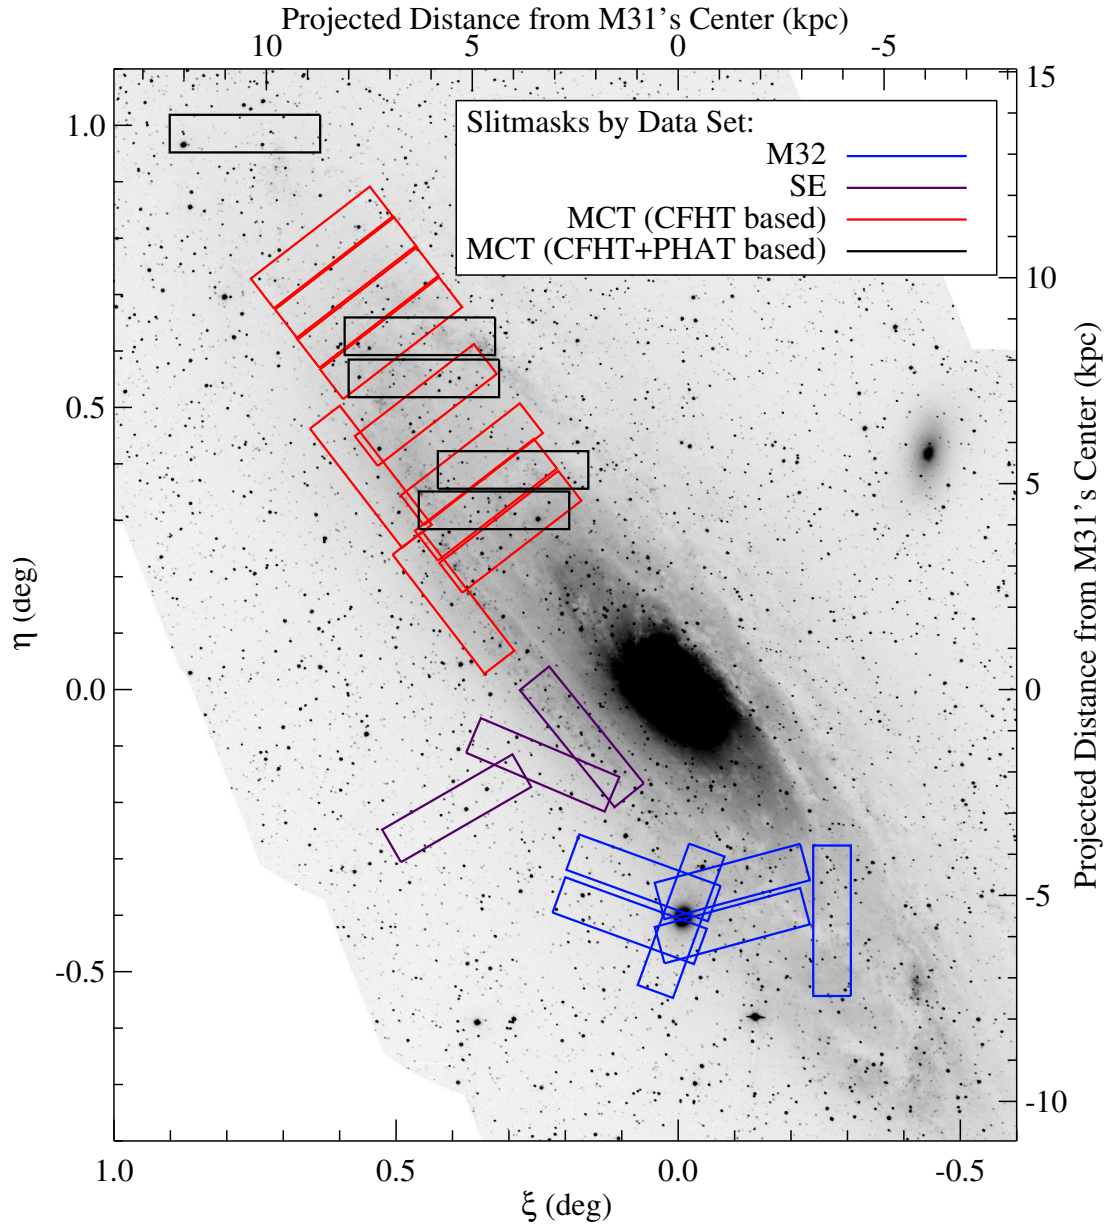 Projected Distance from M31's Center (kpc)
10 5 0 -5
Slitmasks by Data Set:
M32
SE
MCT (CFHT based)
MCT (CFHT+PHAT based)
1.0
0.5
0.0
-0.5
η (deg)
15
10
5
0
-5
-10
Projected Distance from M31's Center (kpc)
1.0 0.5 0.0 -0.5
ξ (deg)